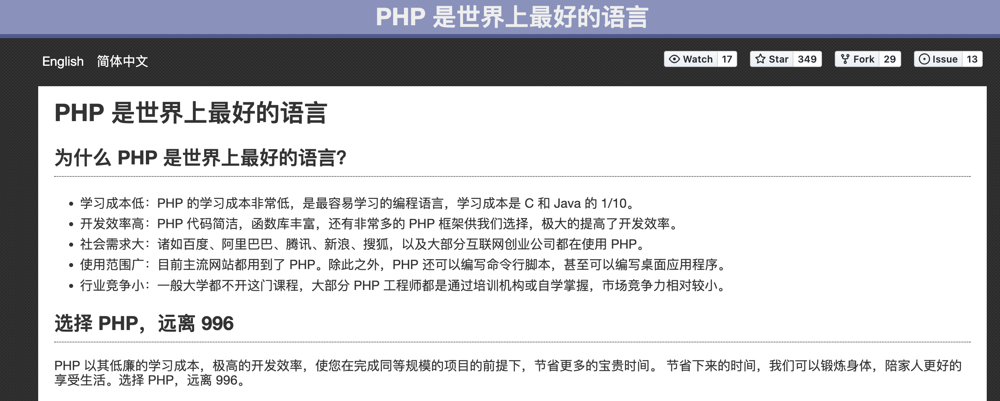 PHP 是世界上最好的语言
English 简体中文 Watch 17 Star 349 Fork 29 Issue 13
PHP 是世界上最好的语言
为什么 PHP 是世界上最好的语言?
学习成本低：PHP 的学习成本非常低，是最容易学习的编程语言，学习成本是 C 和 Java 的 1/10。
开发效率高：PHP 代码简洁，函数库丰富，还有非常多的 PHP 框架供我们选择，极大的提高了开发效率。
社会需求大：诸如百度、阿里巴巴、腾讯、新浪、搜狐，以及大部分互联网创业公司都在使用 PHP。
使用范围广：目前主流网站都用到了 PHP。除此之外，PHP 还可以编写命令行脚本，甚至可以编写桌面应用程序。
行业竞争小：一般大学都不开这门课程，大部分 PHP 工程师都是通过培训机构或自学掌握，市场竞争力相对较小。
选择 PHP，远离 996
PHP 以其低廉的学习成本，极高的开发效率，使您在完成同等规模的项目的前提下，节省更多的宝贵时间。 节省下来的时间，我们可以锻炼身体，陪家人更好的
享受生活。选择 PHP，远离 996。